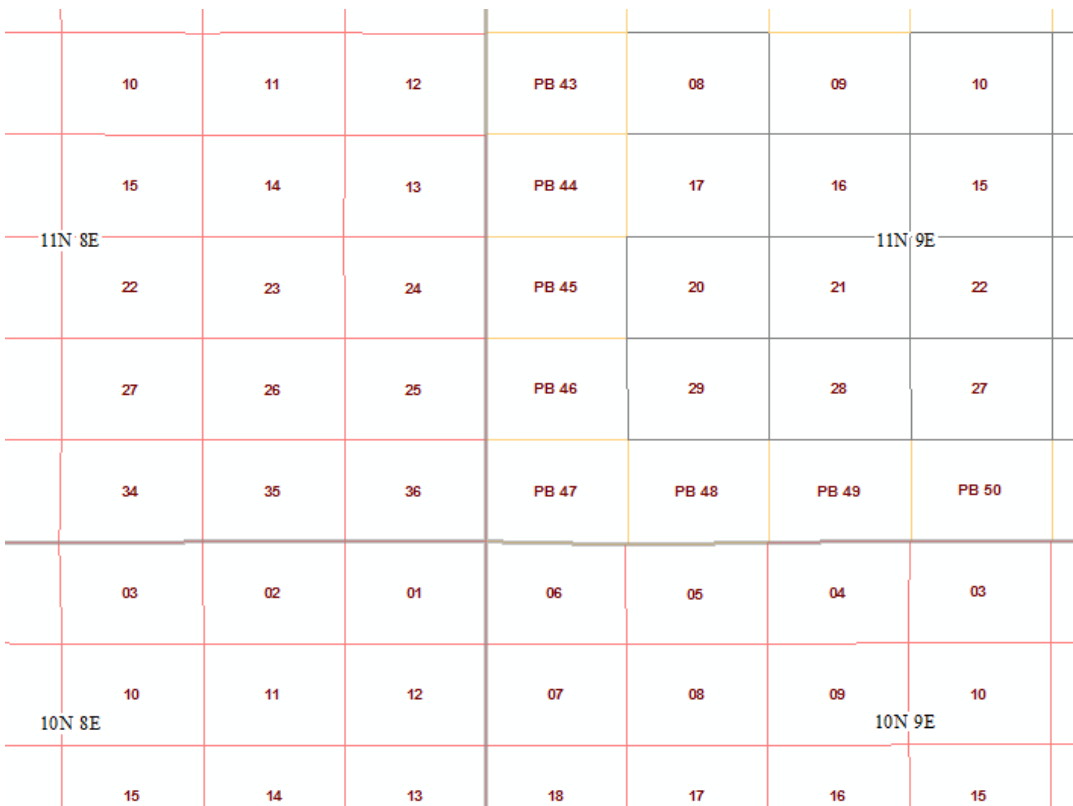 10 11 12 PB 43 08 09 10
15 14 13 PB 44 17 16 15
11N 8E 11N 9E
22 23 24 PB 45 20 21 22
27 26 25 PB 46 29 28 27
34 35 36 PB 47 PB 48 PB 49 PB 50
03 02 01 06 05 04 03
10 11 12 07 08 09 10
10N 8E 10N 9E
15 14 13 18 17 16 15